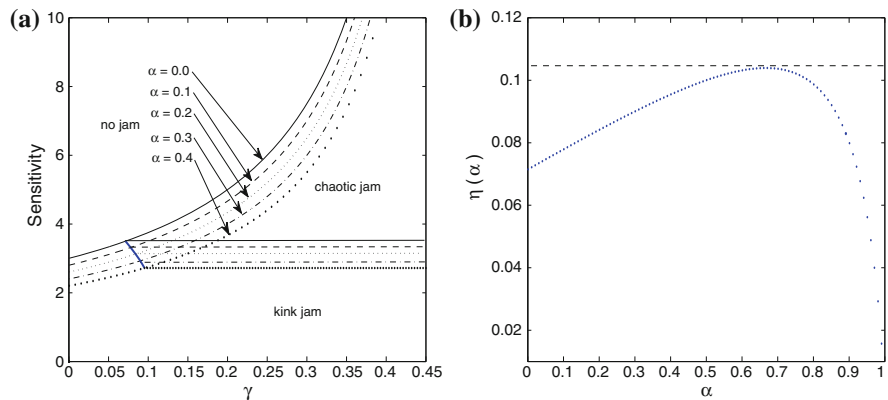 (a)
10
8
6
4
2
0
Sensitivity
α = 0.0
α = 0.1
α = 0.2
α = 0.3
α = 0.4
no jam
chaotic jam
kink jam
0 0.05 0.1 0.15 0.2 0.25 0.3 0.35 0.4 0.45
γ
(b)
0.12
0.1
0.08
0.06
0.04
0.02
η(α)
0 0.1 0.2 0.3 0.4 0.5 0.6 0.7 0.8 0.9 1
α